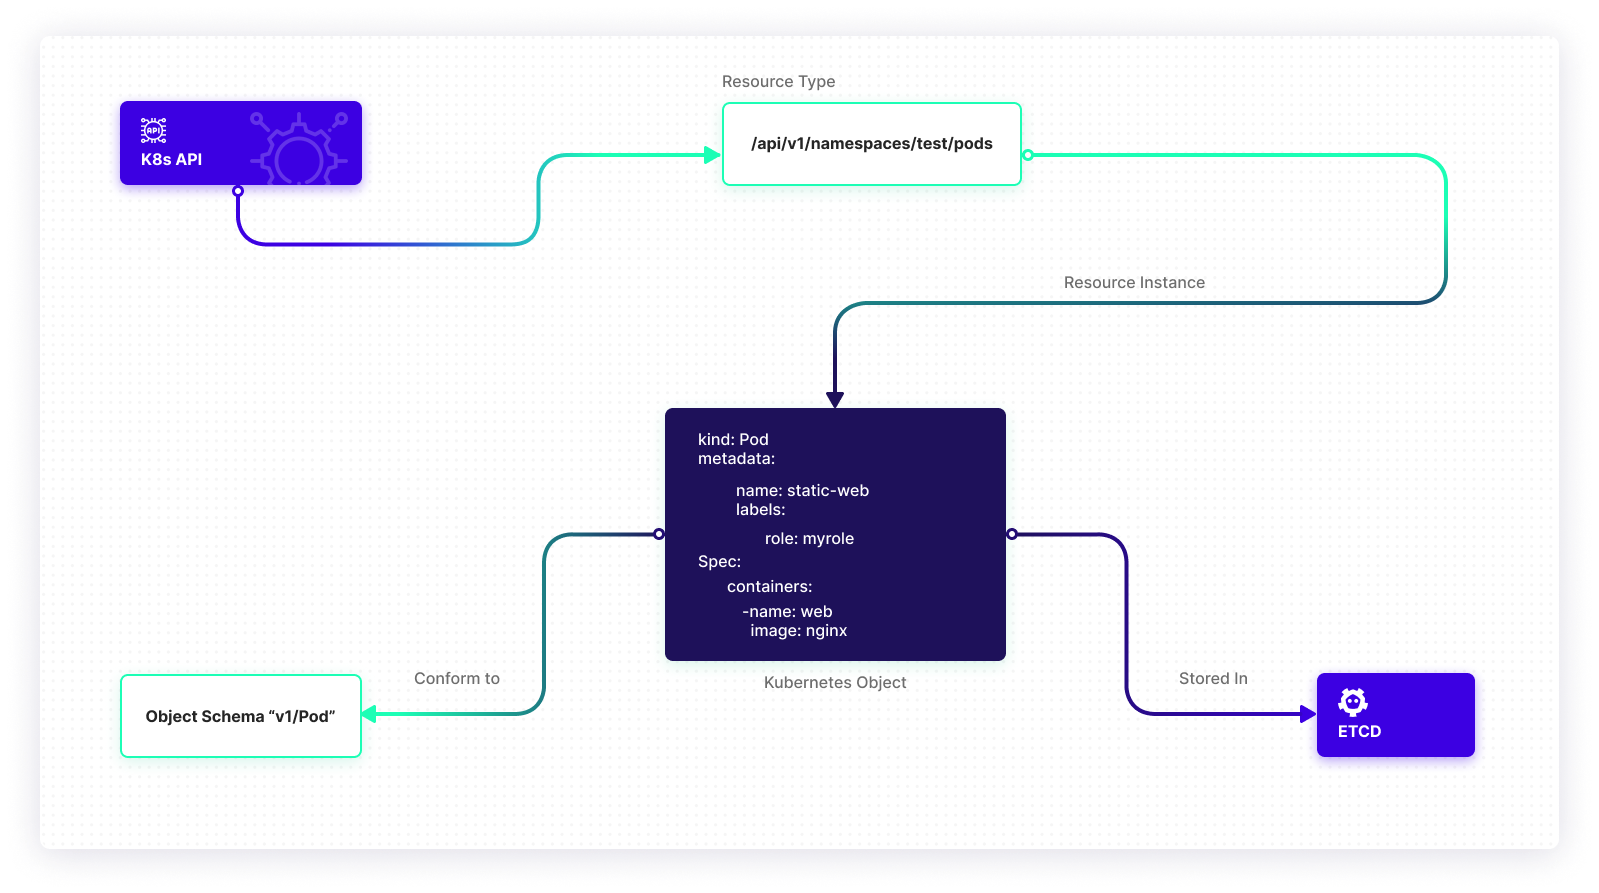 Resource Type
API
K8s API
/api/v1/namespaces/test/pods
Resource Instance
kind: Pod
metadata:
name: static-web
labels:
role: myrole
Spec:
containers:
-name: web
image: nginx
Conform to
Kubernetes Object
Stored In
Object Schema “v1/Pod”
ETCD